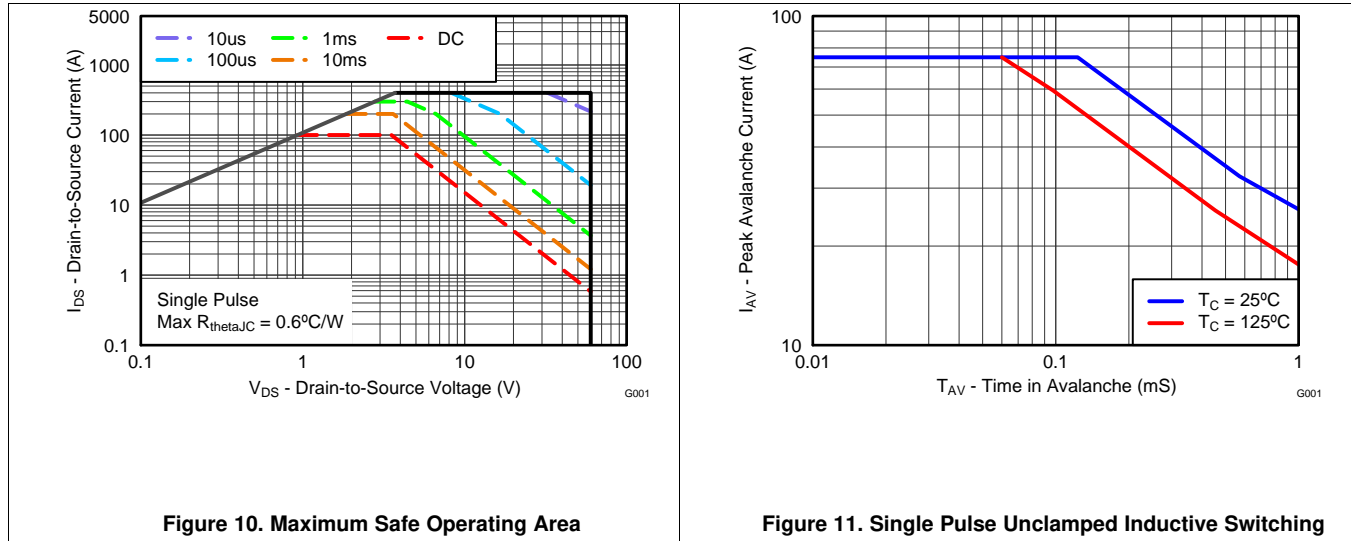 5000
1000
100
10
1
0.1
I_DS - Drain-to-Source Current (A)
10us
1ms
DC
100us
10ms
Single Pulse
Max R_thetaJC = 0.6ºC/W
0.1
1
10
100
V_DS - Drain-to-Source Voltage (V)
G001
Figure 10. Maximum Safe Operating Area
100
10
I_AV - Peak Avalanche Current (A)
T_C = 25ºC
T_C = 125ºC
0.01
0.1
1
T_AV - Time in Avalanche (mS)
G001
Figure 11. Single Pulse Unclamped Inductive Switching